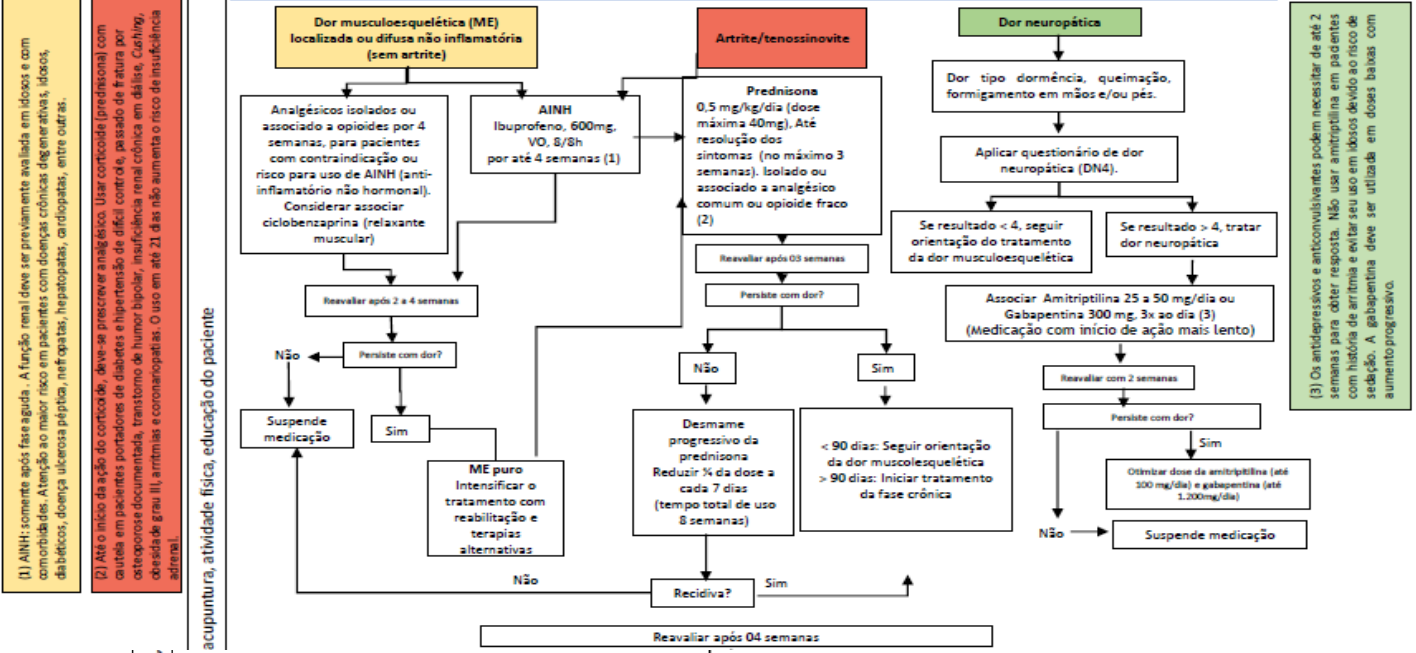 (1) AINH: somente após fase aguda . A função renal deve ser previamente avaliada em idosos e com
comorbidades. Atenção ao maior risco em pacientes com doenças crônicas degenerativas, idosos,
diabéticos, doença ulcerosa péptica, nefropatas, hepatopatas, cardiopatas, entre outras.
(2) Até o início da ação do corticoide, deve-se prescrever analgésico. Usar corticoide (prednisona) com
cautela em pacientes portadores de diabetes e hipertensão de difícil controle, passado de fratura por
osteoporose documentada, transtorno de humor bipolar, insuficiência renal crônica em diálise, Cushing,
obesidade grau III, arritmias e coronariopatias. O uso em até 21 dias não aumenta o risco de insuficiência
adrenal.
acupuntura, atividade física, educação do paciente
Dor musculoesquelética (ME)
localizada ou difusa não inflamatória
(sem artrite)
Analgésicos isolados ou
associado a opioides por 4
semanas, para pacientes
com contraindicação ou
risco para uso de AINH (anti-
inflamatório não hormonal).
Considerar associar
ciclobenzaprina (relaxante
muscular)
AINH
Ibuprofeno, 600mg,
VO, 8/8h
por até 4 semanas (1)
Reavaliar após 2 a 4 semanas
Persiste com dor?
Não
Suspende
medicação
Sim
ME puro
Intensificar o
tratamento com
reabilitação e
terapias
alternativas
Artrite/tenossinovite
Prednisona
0,5 mg/kg/dia (dose
máxima 40mg), Até
resolução dos
sintomas (no máximo 3
semanas). Isolado ou
associado a analgésico
comum ou opioide fraco
(2)
Reavaliar após 03 semanas
Persiste com dor?
Não
Sim
Desmame
progressivo da
prednisona
Reduzir ¼ da dose a
cada 7 dias
(tempo total de uso
8 semanas)
< 90 dias: Seguir orientação
da dor muscolesquelética
> 90 dias: Iniciar tratamento
da fase crônica
Não
Recidiva?
Sim
Reavaliar após 04 semanas
Dor neuropática
Dor tipo dormência, queimação,
formigamento em mãos e/ou pés.
Aplicar questionário de dor
neuropática (DN4).
Se resultado < 4, seguir
orientação do tratamento
da dor musculoesquelética
Se resultado > 4, tratar
dor neuropática
Associar Amitriptilina 25 a 50 mg/dia ou
Gabapentina 300 mg, 3x ao dia (3)
(Medicação com início de ação mais lento)
Reavaliar com 2 semanas
Persiste com dor?
Sim
Otimizar dose da amitripitilina (até
100 mg/dia) e gabapentina (até
1.200mg/dia)
Não
Suspende medicação
(3) Os antidepressivos e anticonvulsivantes podem necessitar de até 2
semanas para obter resposta. Não usar amitriptilina em pacientes
com história de arritmia e evitar seu uso em idosos devido ao risco de
sedação. A gabapentina deve ser utilizada em doses baixas com
aumento progressivo.